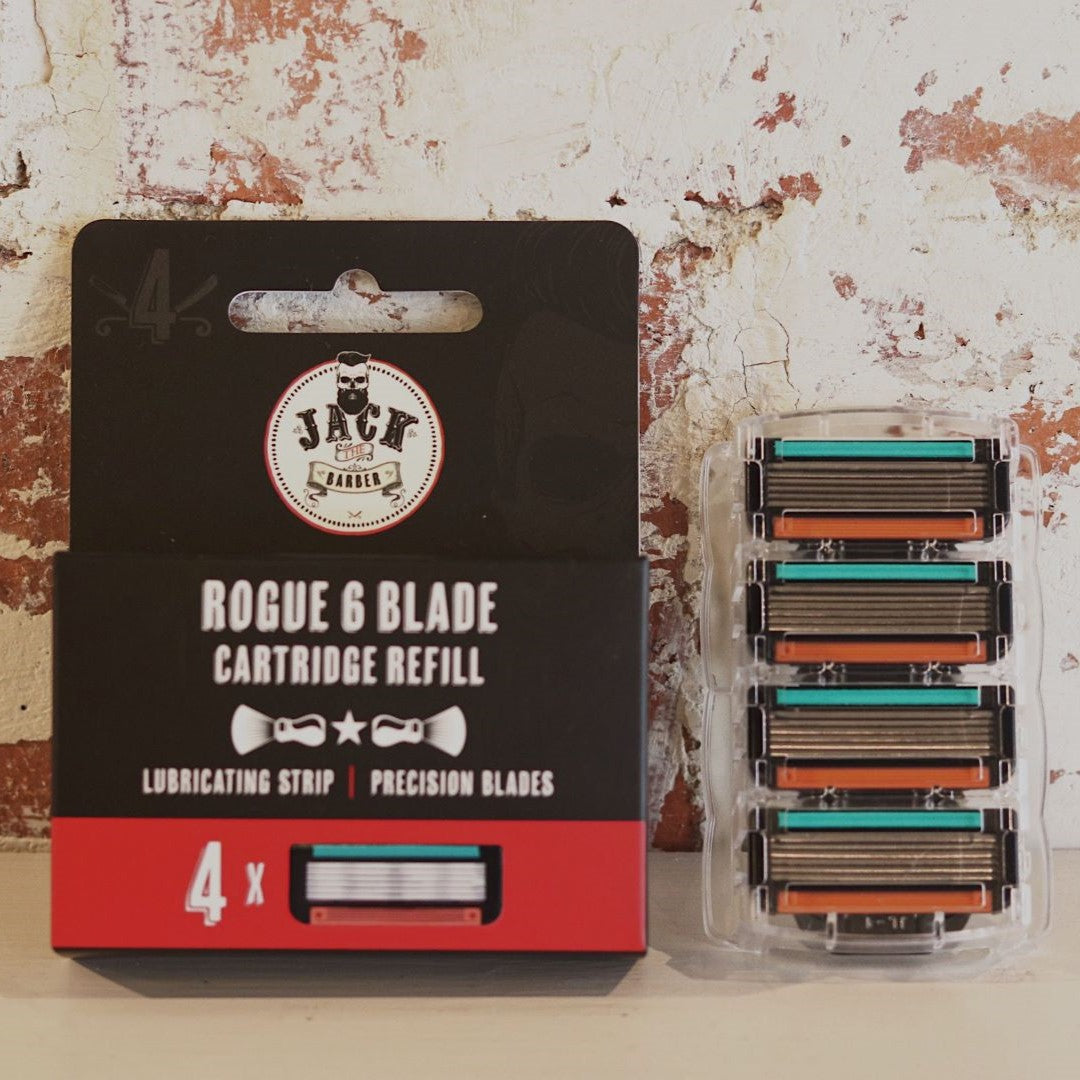 4
JACK
THE
BARBER
ROGUE 6 BLADE
CARTRIDGE REFILL
LUBRICATING STRIP | PRECISION BLADES
4 X